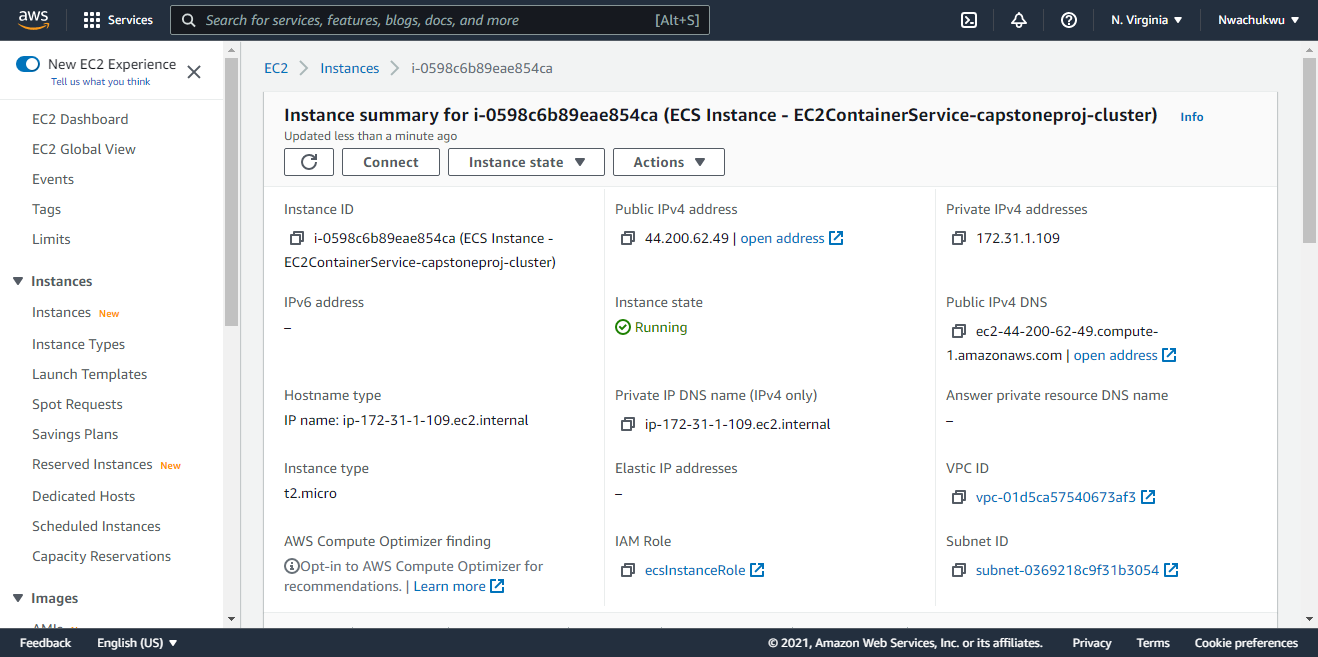 aws
Services
Search for services, features, blogs, docs, and more [Alt+S]
N. Virginia
Nwachukwu
New EC2 Experience
Tell us what you think
EC2 Dashboard
EC2 Global View
Events
Tags
Limits
Instances
Instances New
Instance Types
Launch Templates
Spot Requests
Savings Plans
Reserved Instances New
Dedicated Hosts
Scheduled Instances
Capacity Reservations
Images
AMIs
EC2 Instances i-0598c6b89eae854ca
Instance summary for i-0598c6b89eae854ca (ECS Instance - EC2ContainerService-capstoneproj-cluster) Info
Updated less than a minute ago
Connect Instance state Actions
Instance ID
i-0598c6b89eae854ca (ECS Instance -
EC2ContainerService-capstoneproj-cluster)
Public IPv4 address
44.200.62.49 | open address
Private IPv4 addresses
172.31.1.109
IPv6 address
–
Instance state
Running
Public IPv4 DNS
ec2-44-200-62-49.compute-
1.amazonaws.com | open address
Hostname type
IP name: ip-172-31-1-109.ec2.internal
Private IP DNS name (IPv4 only)
ip-172-31-1-109.ec2.internal
Answer private resource DNS name
–
Instance type
t2.micro
Elastic IP addresses
–
VPC ID
vpc-01d5ca57540673af3
AWS Compute Optimizer finding
Opt-in to AWS Compute Optimizer for
recommendations. | Learn more
IAM Role
ecsInstanceRole
Subnet ID
subnet-0369218c9f31b3054
Feedback English (US) © 2021, Amazon Web Services, Inc. or its affiliates. Privacy Terms Cookie preferences